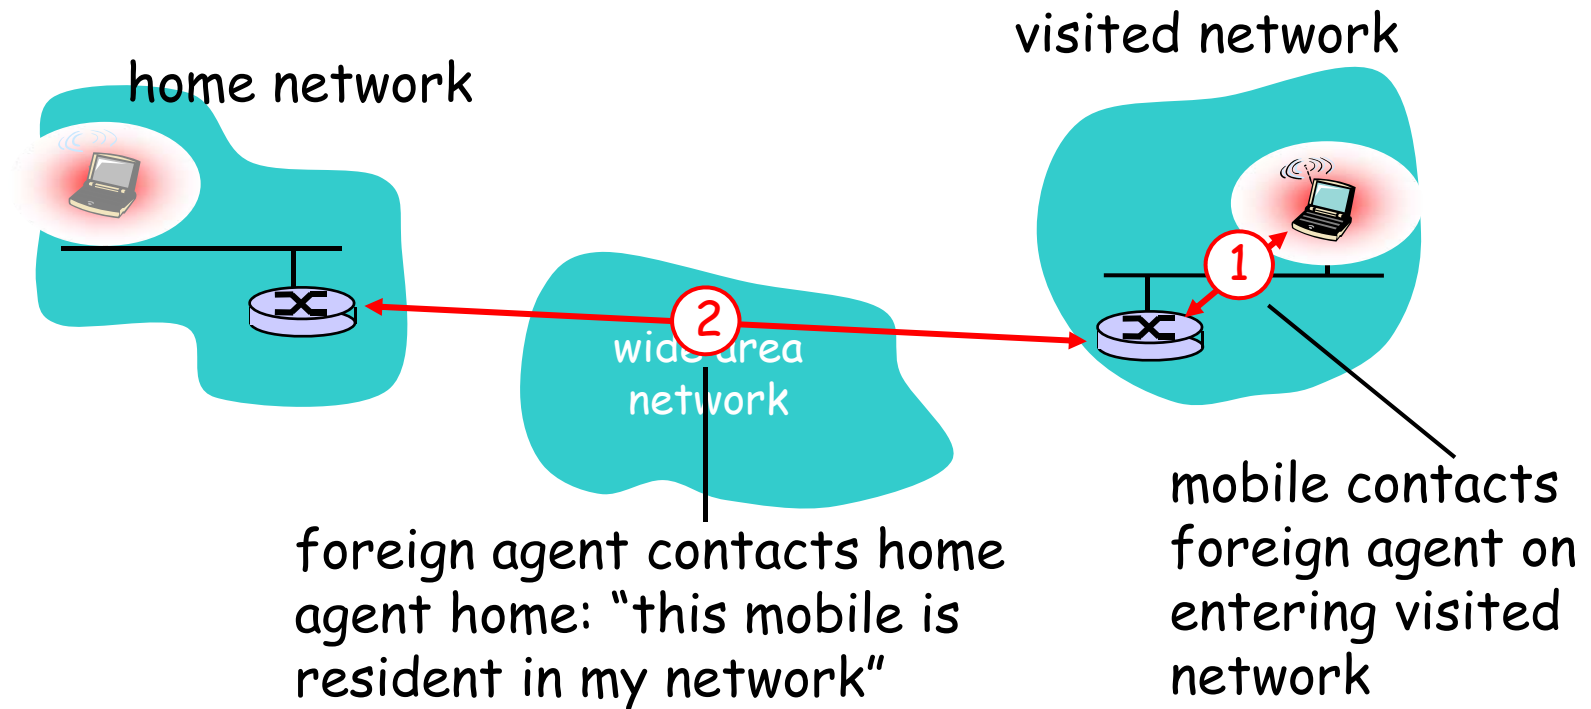 visited network
home network
1
2
wide area
network
mobile contacts
foreign agent on
entering visited
network
foreign agent contacts home
agent home: “this mobile is
resident in my network”